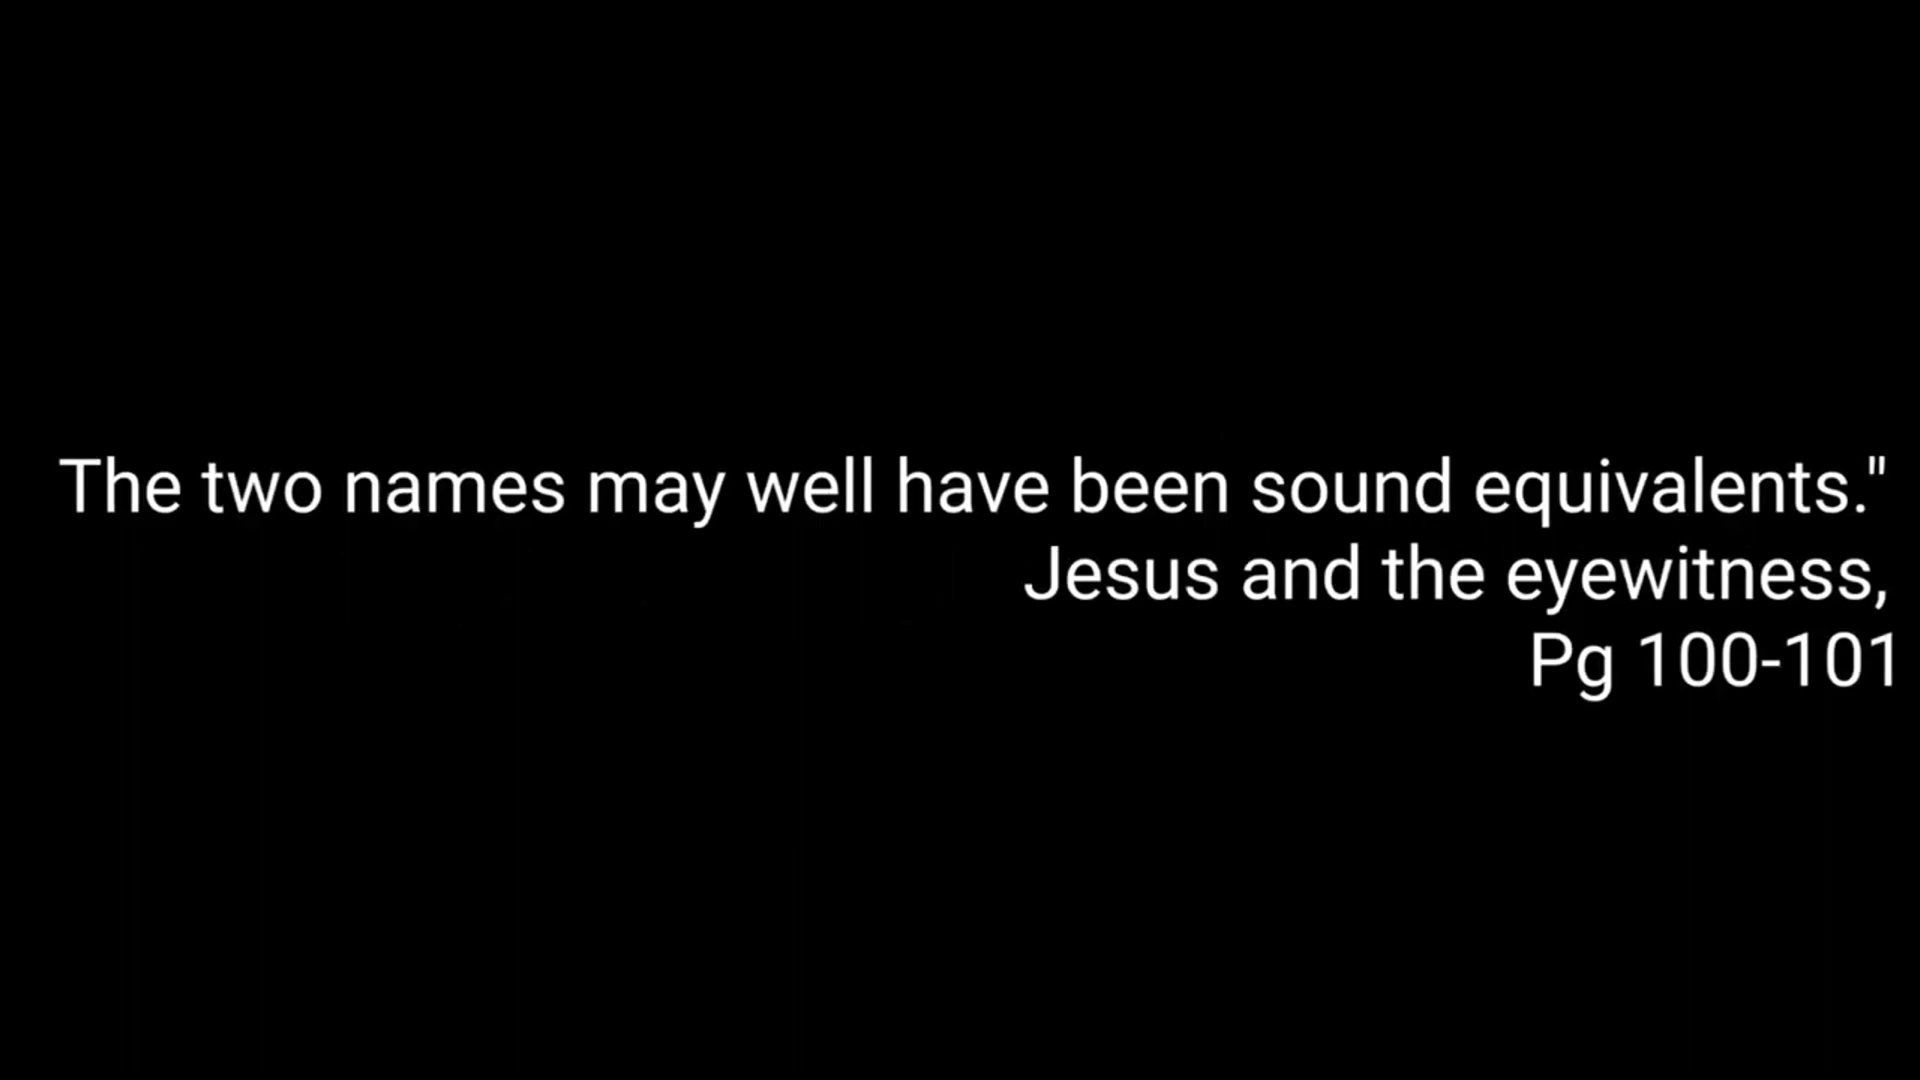 The two names may well have been sound equivalents."
Jesus and the eyewitness,
Pg 100-101